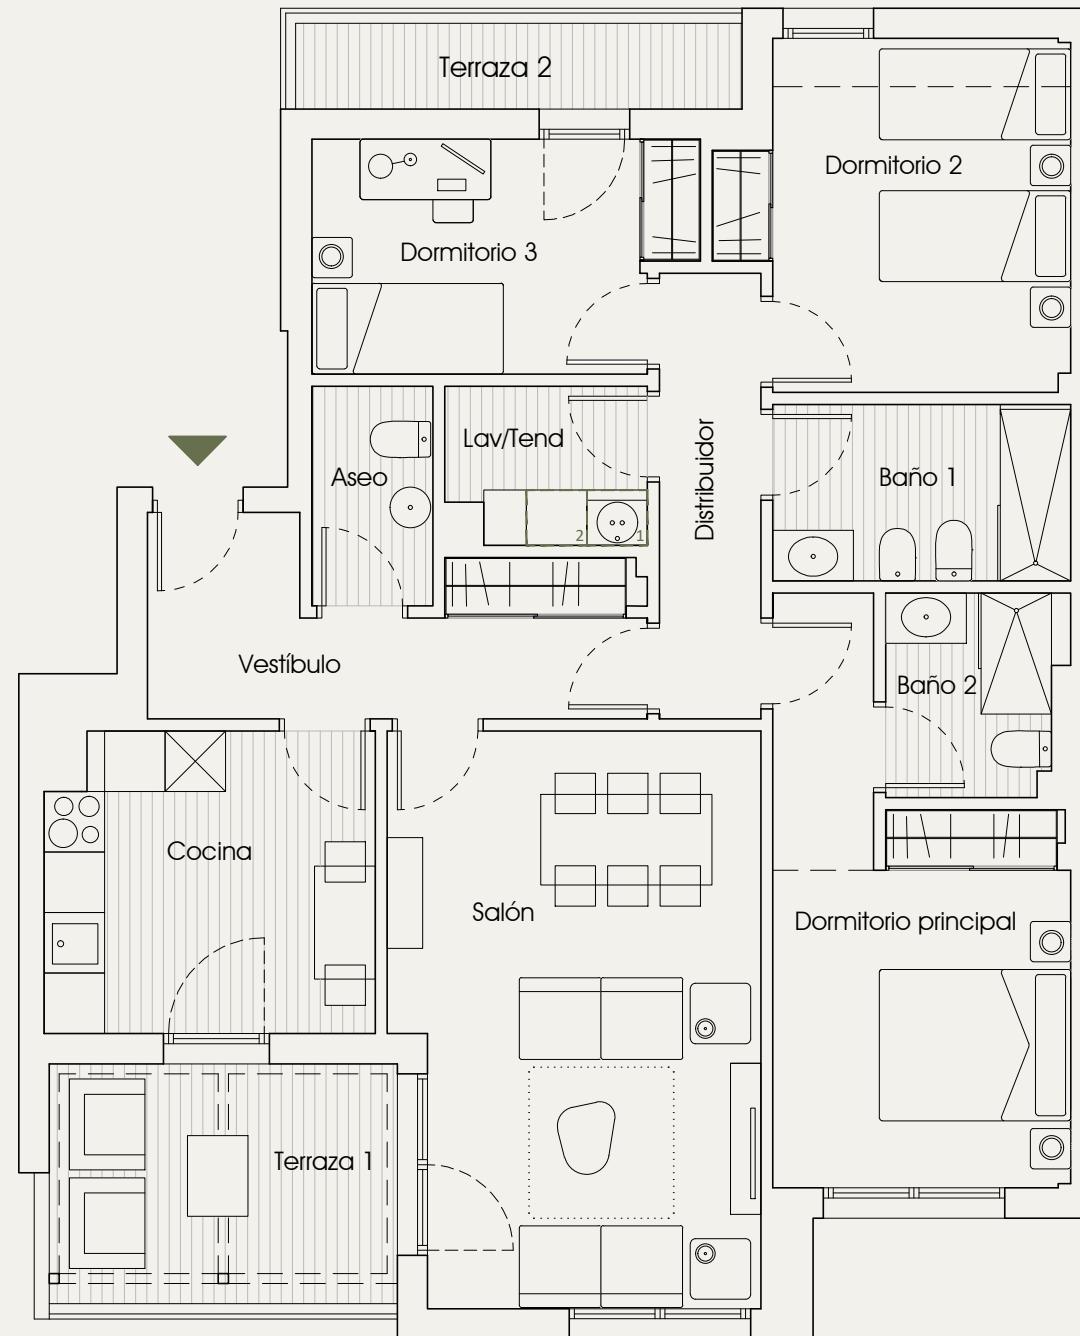 Terraza 2
Dormitorio 2
Dormitorio 3
Lav/Tend
Aseo
Distribuidor
Baño 1
2
1
Vestíbulo
Baño 2
Cocina
Salón
Dormitorio principal
Terraza 1